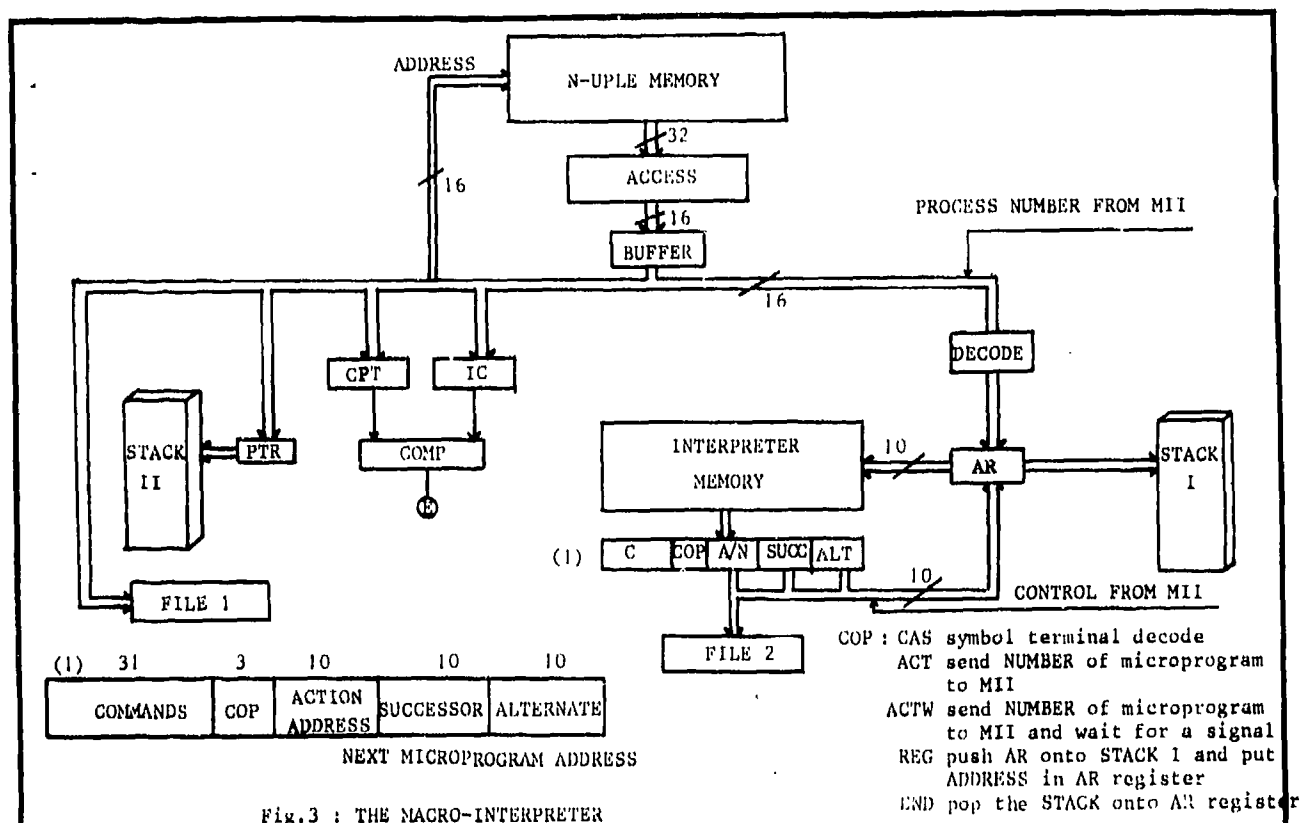 ADDRESS
N-UPLE MEMORY
32
ACCESS
16
16
BUFFER
PROCESS NUMBER FROM MII
16
DECODE
CPT
IC
STACK
II
PTR
COMP
E
INTERPRETER
MEMORY
10
AR
STACK
I
(1)
C
COP
A/N
SUCC
ALT
10
CONTROL FROM MII
FILE 1
FILE 2
(1) 31 3 10 10 10
COMMANDS
COP
ACTION
ADDRESS
SUCCESSOR
ALTERNATE
NEXT MICROPROGRAM ADDRESS
COP : CAS symbol terminal decode
ACT send NUMBER of microprogram
to MII
ACTW send NUMBER of microprogram
to MII and wait for a signal
REG push AR onto STACK I and put
ADDRESS in AR register
END pop the STACK onto AR register
Fig.3 : THE MACRO-INTERPRETER